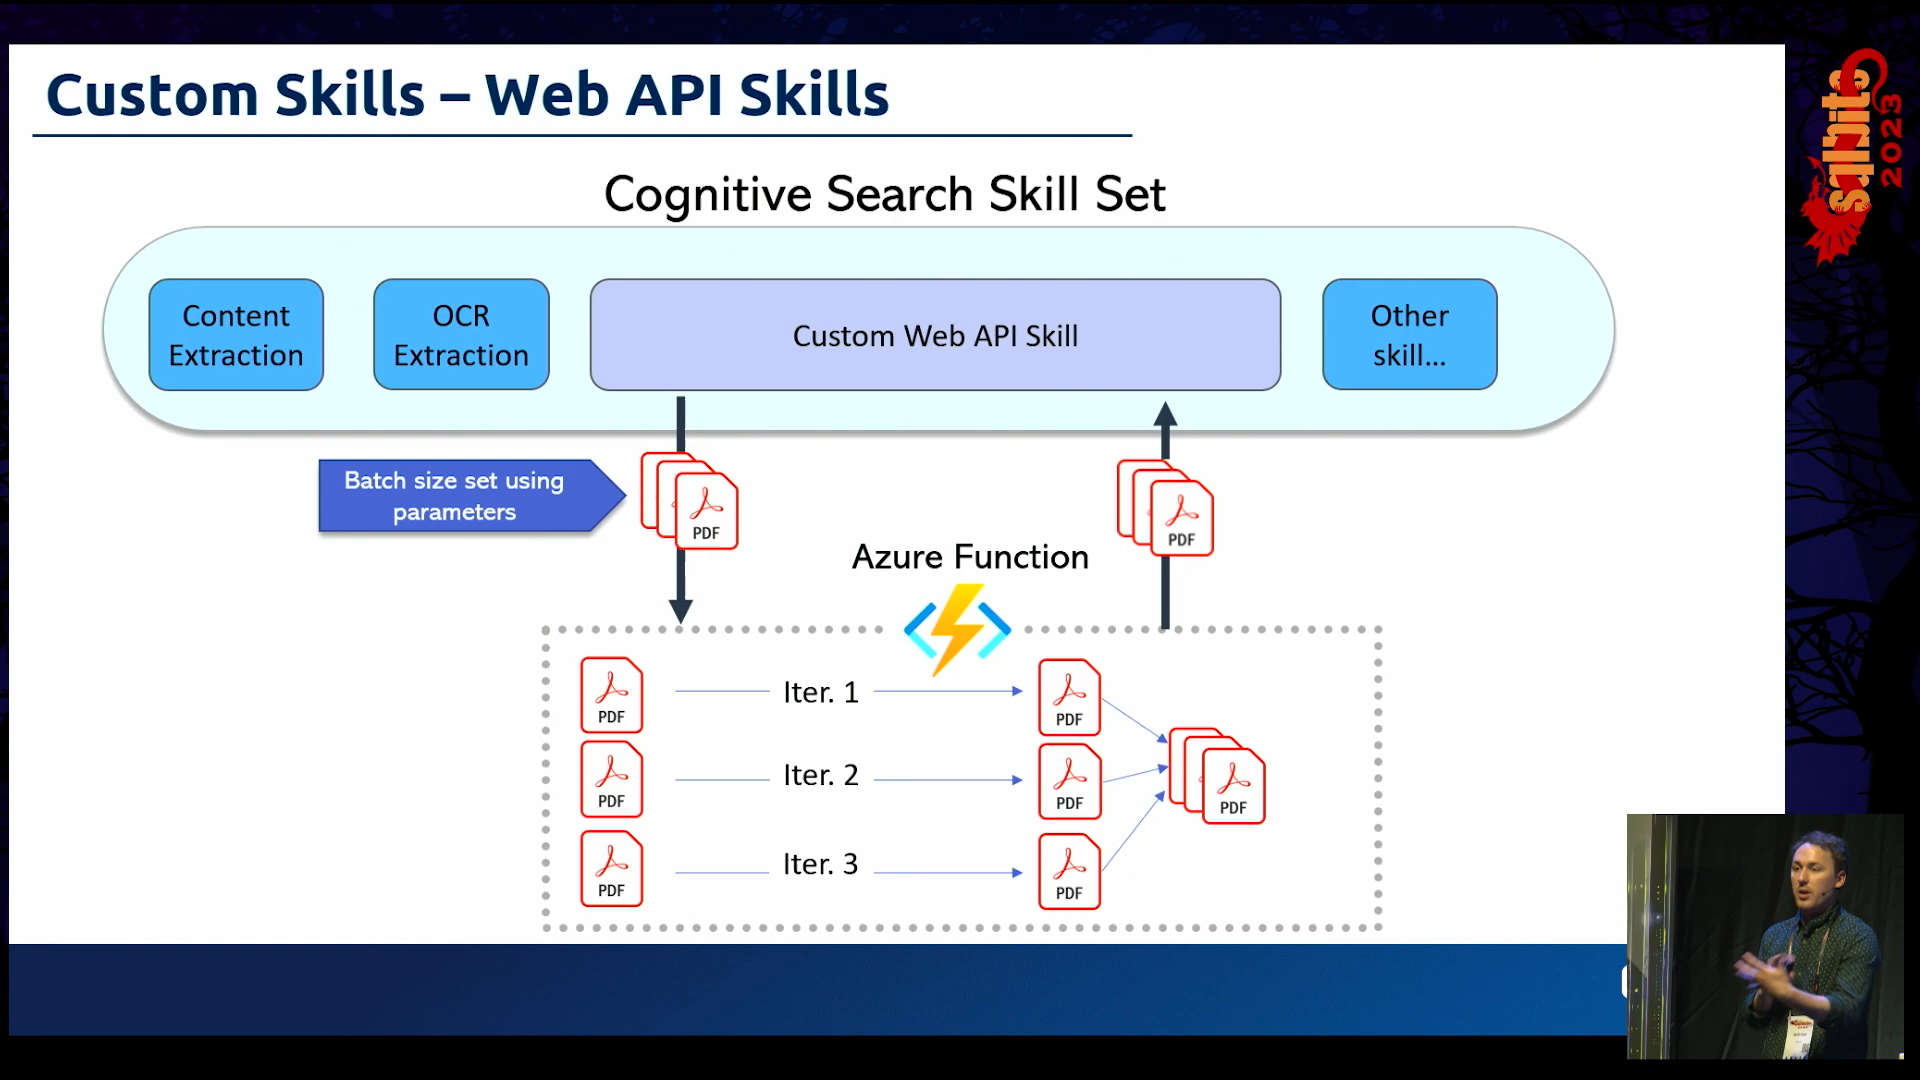 Custom Skills – Web API Skills
Cognitive Search Skill Set
Content
Extraction
OCR
Extraction
Custom Web API Skill
Other
skill...
Batch size set using
parameters
PDF
PDF
Azure Function
PDF
Iter. 1
PDF
PDF
Iter. 2
PDF
PDF
PDF
Iter. 3
PDF
sqlbits
2023